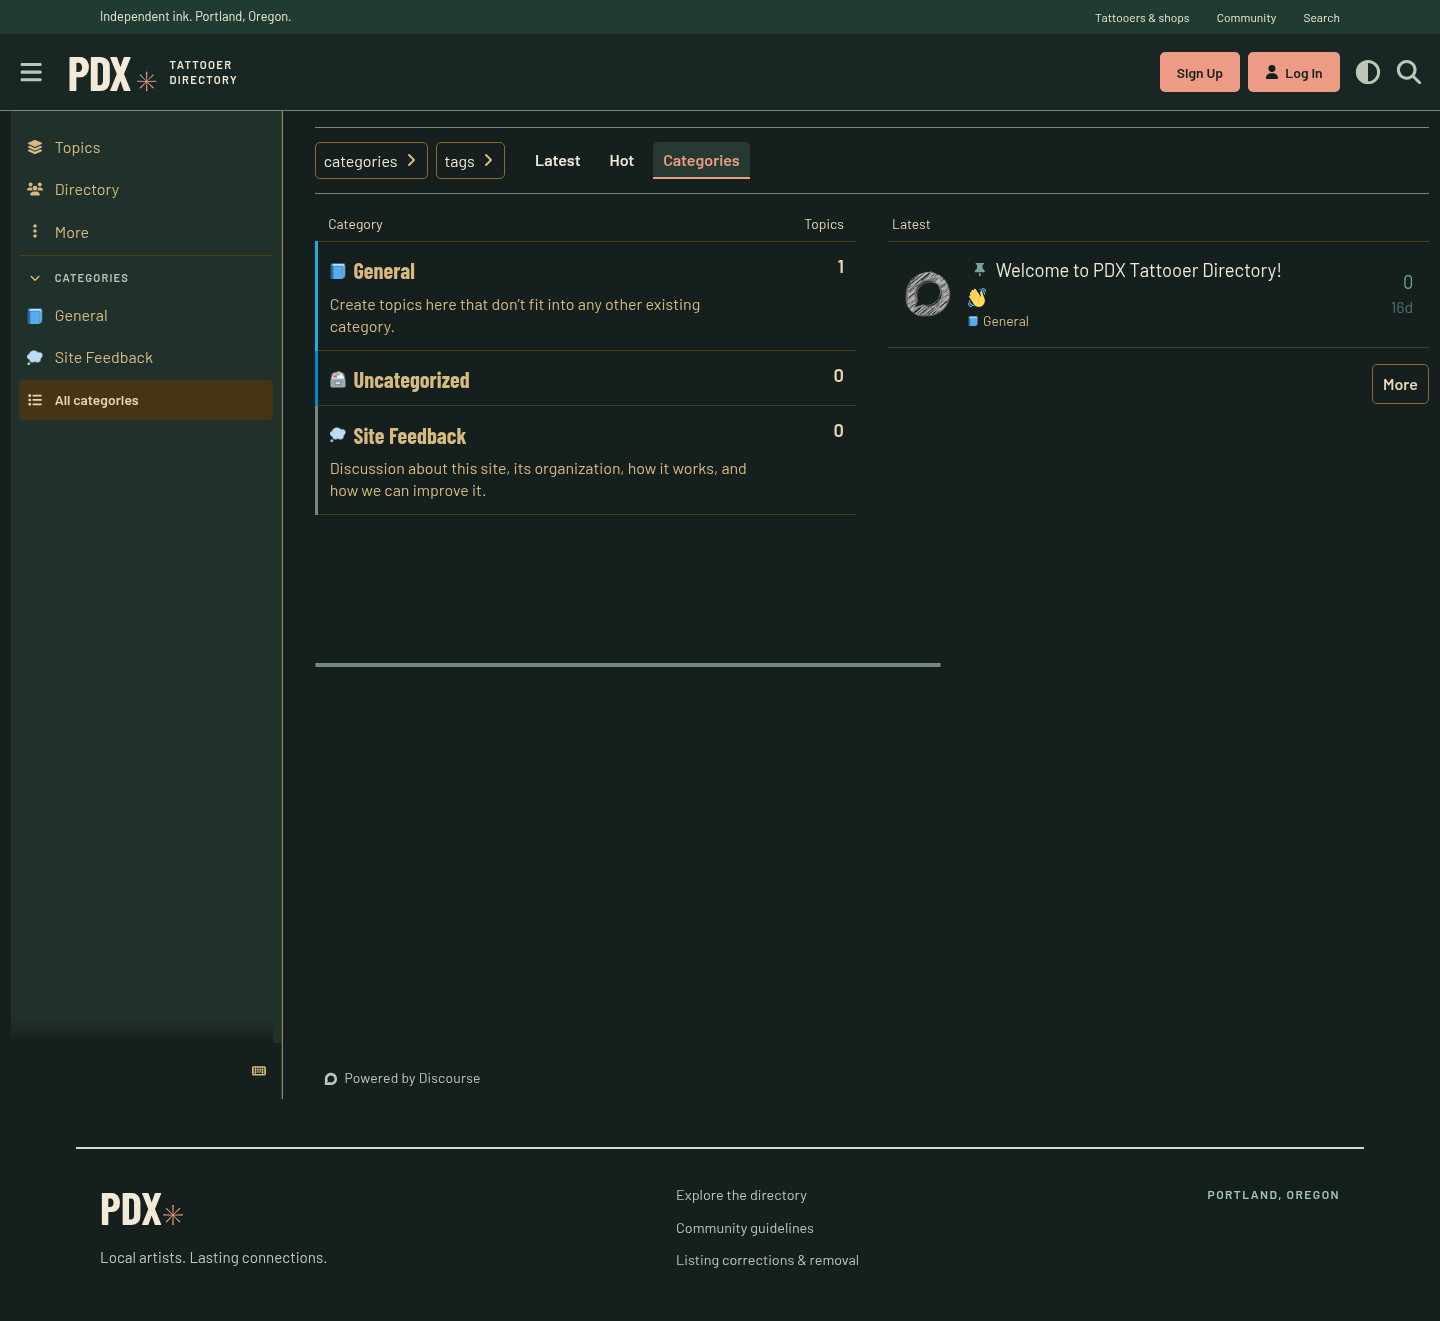 Independent ink. Portland, Oregon.
Tattooers & shops
Community
Search
PDX
TATTOOER
DIRECTORY
Sign Up
Log In
Topics
Directory
More
CATEGORIES
General
Site Feedback
All categories
categories
tags
Latest
Hot
Categories
Category
Topics
General
1
Create topics here that don’t fit into any other existing
category.
Uncategorized
0
Site Feedback
0
Discussion about this site, its organization, how it works, and
how we can improve it.
Latest
Welcome to PDX Tattooer Directory!
General
0
16d
More
Powered by Discourse
PDX
Local artists. Lasting connections.
Explore the directory
Community guidelines
Listing corrections & removal
PORTLAND, OREGON